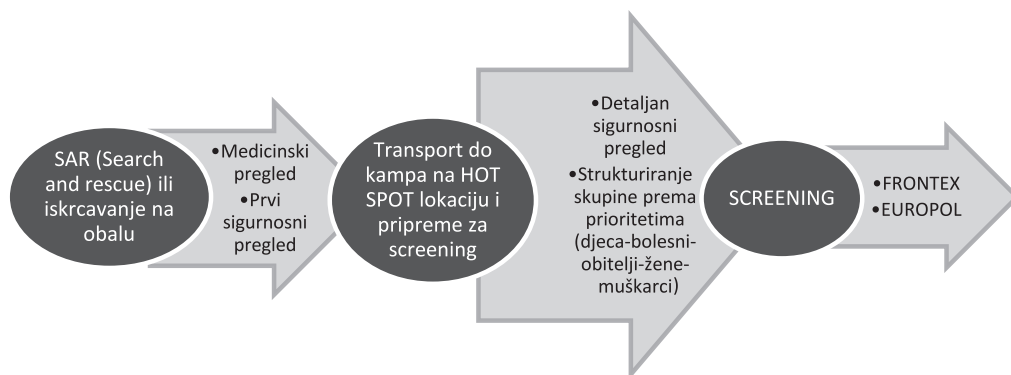 SAR (Search
and rescue) ili
iskrcavanje na
obalu
•Medicinski
pregled
•Prvi
sigurnosni
pregled
Transport do
kampa na HOT
SPOT lokaciju i
pripreme za
screening
•Detaljan
sigurnosni
pregled
•Strukturiranje
skupine prema
prioritetima
(djeca-bolesni-
obitelji-žene-
muškarci)
SCREENING
•FRONTEX
•EUROPOL